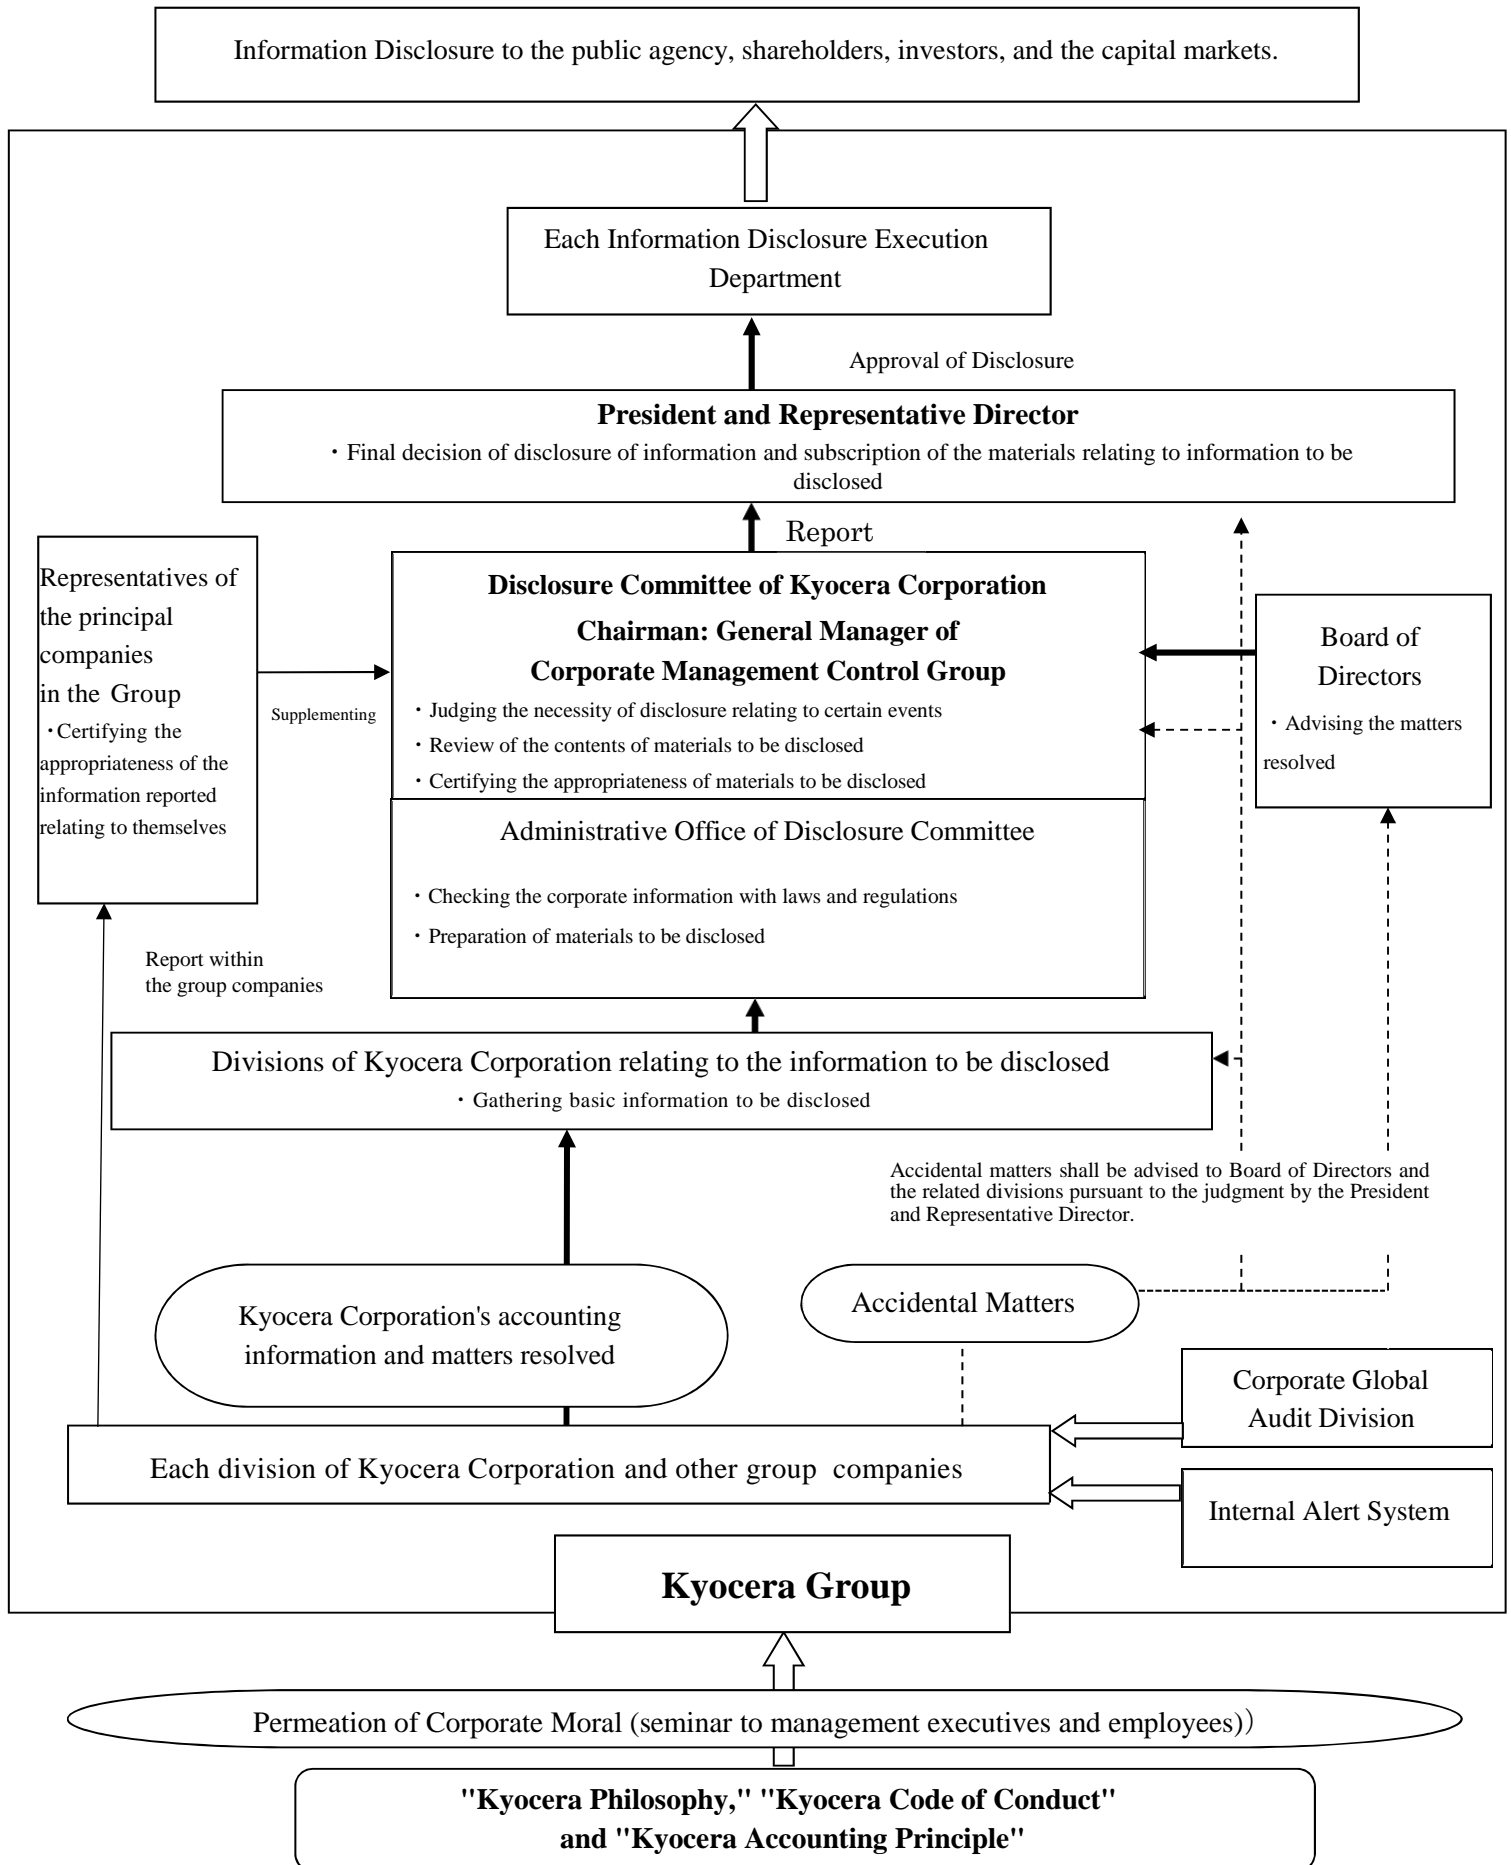 Information Disclosure to the public agency, shareholders, investors, and the capital markets.
Each Information Disclosure Execution
Department
Approval of Disclosure
President and Representative Director
・Final decision of disclosure of information and subscription of the materials relating to information to be
disclosed
Report
Representatives of
the principal
companies
in the Group
・Certifying the
appropriateness of the
information reported
relating to themselves
Supplementing
Disclosure Committee of Kyocera Corporation
Chairman: General Manager of
Corporate Management Control Group
・Judging the necessity of disclosure relating to certain events
・Review of the contents of materials to be disclosed
・Certifying the appropriateness of materials to be disclosed
Board of
Directors
・Advising the matters
resolved
Administrative Office of Disclosure Committee
・Checking the corporate information with laws and regulations
・Preparation of materials to be disclosed
Report within
the group companies
Divisions of Kyocera Corporation relating to the information to be disclosed
・Gathering basic information to be disclosed
Accidental matters shall be advised to Board of Directors and
the related divisions pursuant to the judgment by the President
and Representative Director.
Kyocera Corporation's accounting
information and matters resolved
Accidental Matters
Corporate Global
Audit Division
Each division of Kyocera Corporation and other group companies
Internal Alert System
Kyocera Group
Permeation of Corporate Moral (seminar to management executives and employees)）
"Kyocera Philosophy," "Kyocera Code of Conduct"
and "Kyocera Accounting Principle"